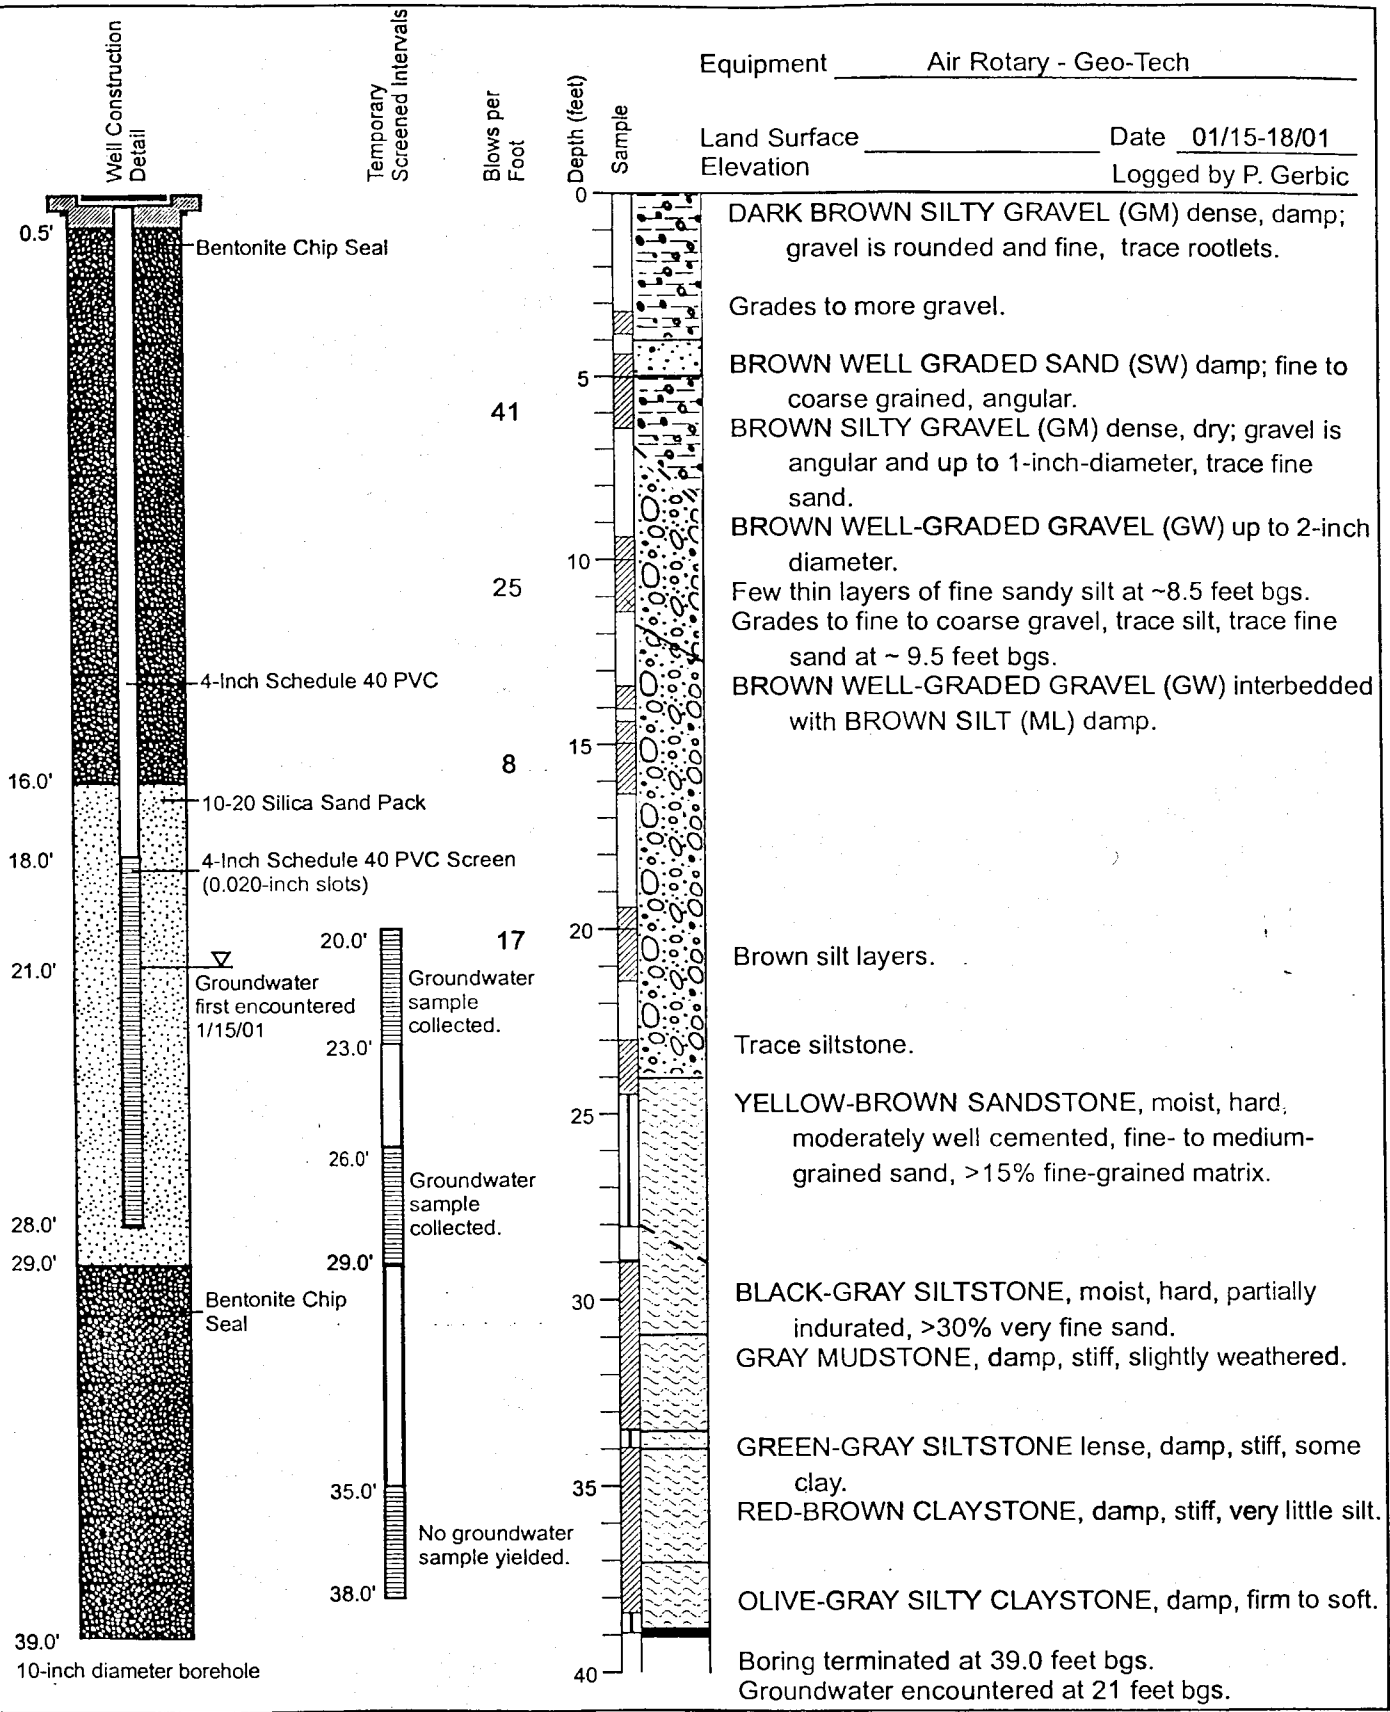 Well Construction
Detail
Temporary
Screened Intervals
Blows per
Foot
Depth (feet)
Sample
Equipment Air Rotary - Geo-Tech
Land Surface
Elevation
Date 01/15-18/01
Logged by P. Gerbic
0.5'
Bentonite Chip Seal
4-Inch Schedule 40 PVC
16.0'
10-20 Silica Sand Pack
18.0'
4-Inch Schedule 40 PVC Screen
(0.020-inch slots)
21.0'
Groundwater
first encountered
1/15/01
28.0'
29.0'
Bentonite Chip
Seal
39.0'
10-inch diameter borehole
20.0'
Groundwater
sample
collected.
23.0'
26.0'
Groundwater
sample
collected.
29.0'
35.0'
No groundwater
sample yielded.
38.0'
41
25
8
17
0
5
10
15
20
25
30
35
40
DARK BROWN SILTY GRAVEL (GM) dense, damp;
gravel is rounded and fine, trace rootlets.
Grades to more gravel.
BROWN WELL GRADED SAND (SW) damp; fine to
coarse grained, angular.
BROWN SILTY GRAVEL (GM) dense, dry; gravel is
angular and up to 1-inch-diameter, trace fine
sand.
BROWN WELL-GRADED GRAVEL (GW) up to 2-inch
diameter.
Few thin layers of fine sandy silt at ~8.5 feet bgs.
Grades to fine to coarse gravel, trace silt, trace fine
sand at ~ 9.5 feet bgs.
BROWN WELL-GRADED GRAVEL (GW) interbedded
with BROWN SILT (ML) damp.
Brown silt layers.
Trace siltstone.
YELLOW-BROWN SANDSTONE, moist, hard,
moderately well cemented, fine- to medium-
grained sand, >15% fine-grained matrix.
BLACK-GRAY SILTSTONE, moist, hard, partially
indurated, >30% very fine sand.
GRAY MUDSTONE, damp, stiff, slightly weathered.
GREEN-GRAY SILTSTONE lense, damp, stiff, some
clay.
RED-BROWN CLAYSTONE, damp, stiff, very little silt.
OLIVE-GRAY SILTY CLAYSTONE, damp, firm to soft.
Boring terminated at 39.0 feet bgs.
Groundwater encountered at 21 feet bgs.